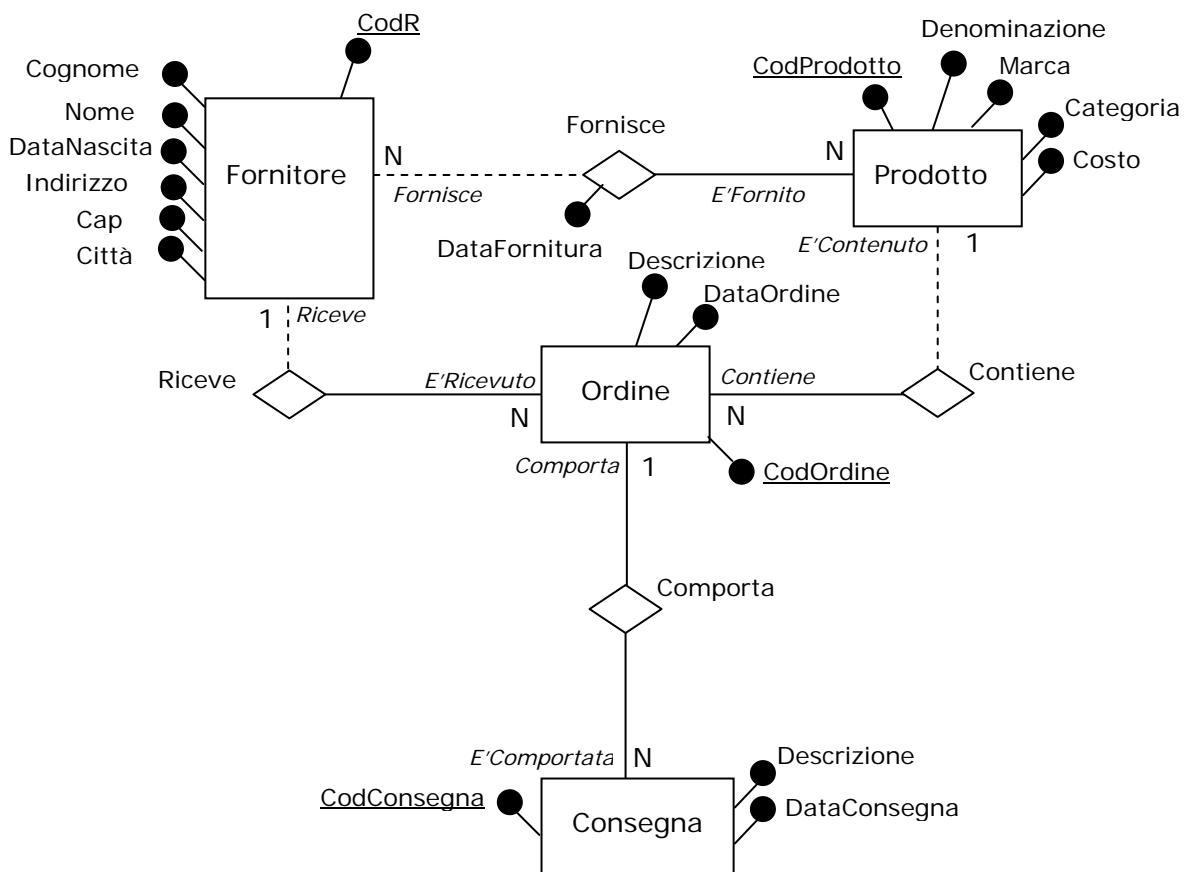 CodR
Denominazione
Cognome
CodProdotto
Marca
Nome
Fornisce
Categoria
DataNascita
N
N
Costo
Indirizzo
Fornitore
Prodotto
Fornisce
E'Fornito
Cap
Città
DataFornitura
E'Contenuto
1
Descrizione
DataOrdine
1
Riceve
Riceve
E'Ricevuto
Ordine
Contiene
Contiene
N
N
Comporta
1
CodOrdine
Comporta
E'Comportata
N
Descrizione
CodConsegna
DataConsegna
Consegna